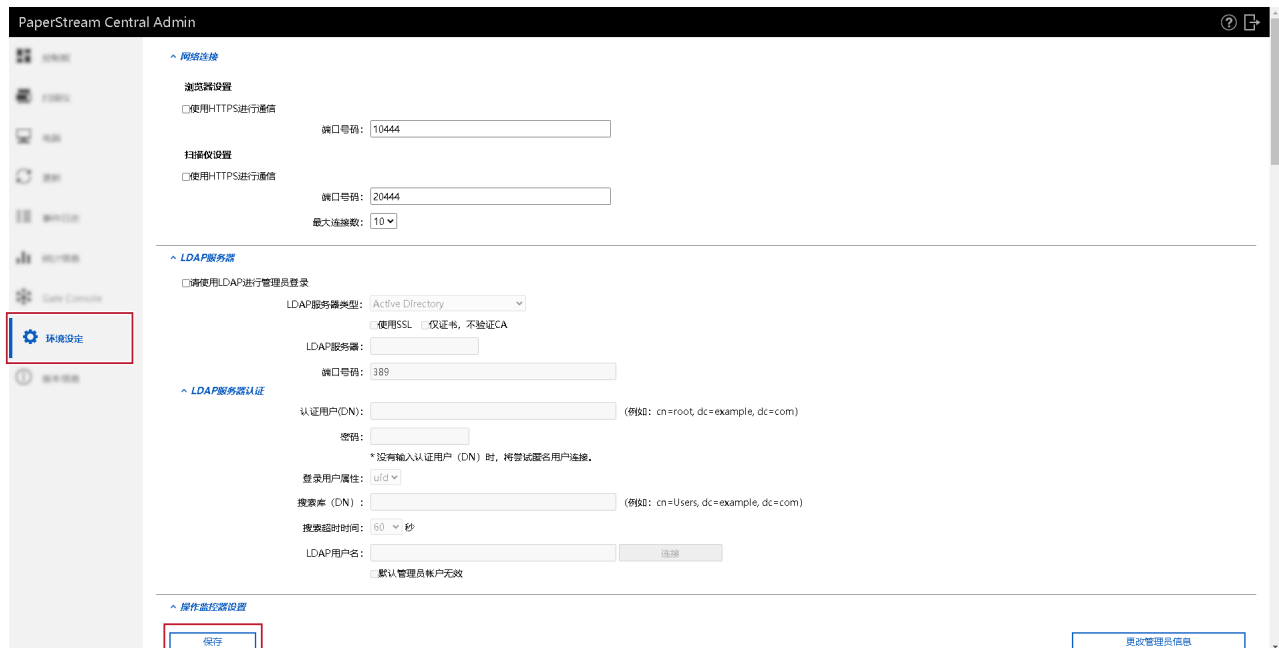 PaperStream Central Admin
网络连接
浏览器设置
使用HTTPS进行通信
端口号码: 10444
扫描仪设置
使用HTTPS进行通信
端口号码: 20444
最大连接数: 10
LDAP服务器
请使用LDAP进行管理员登录
LDAP服务器类型: Active Directory
使用SSL 仅证书，不验证CA
LDAP服务器:
端口号码: 389
LDAP服务器认证
认证用户(DN): (例如: cn=root, dc=example, dc=com)
密码:
* 没有输入认证用户（DN）时，将尝试匿名用户连接。
登录用户属性: uid
搜索库（DN）: (例如: cn=Users, dc=example, dc=com)
搜索超时时间: 60 秒
LDAP用户名: 连接
默认管理员帐户无效
操作监控器设置
保存 更改管理员信息
Gate Console
环境设定